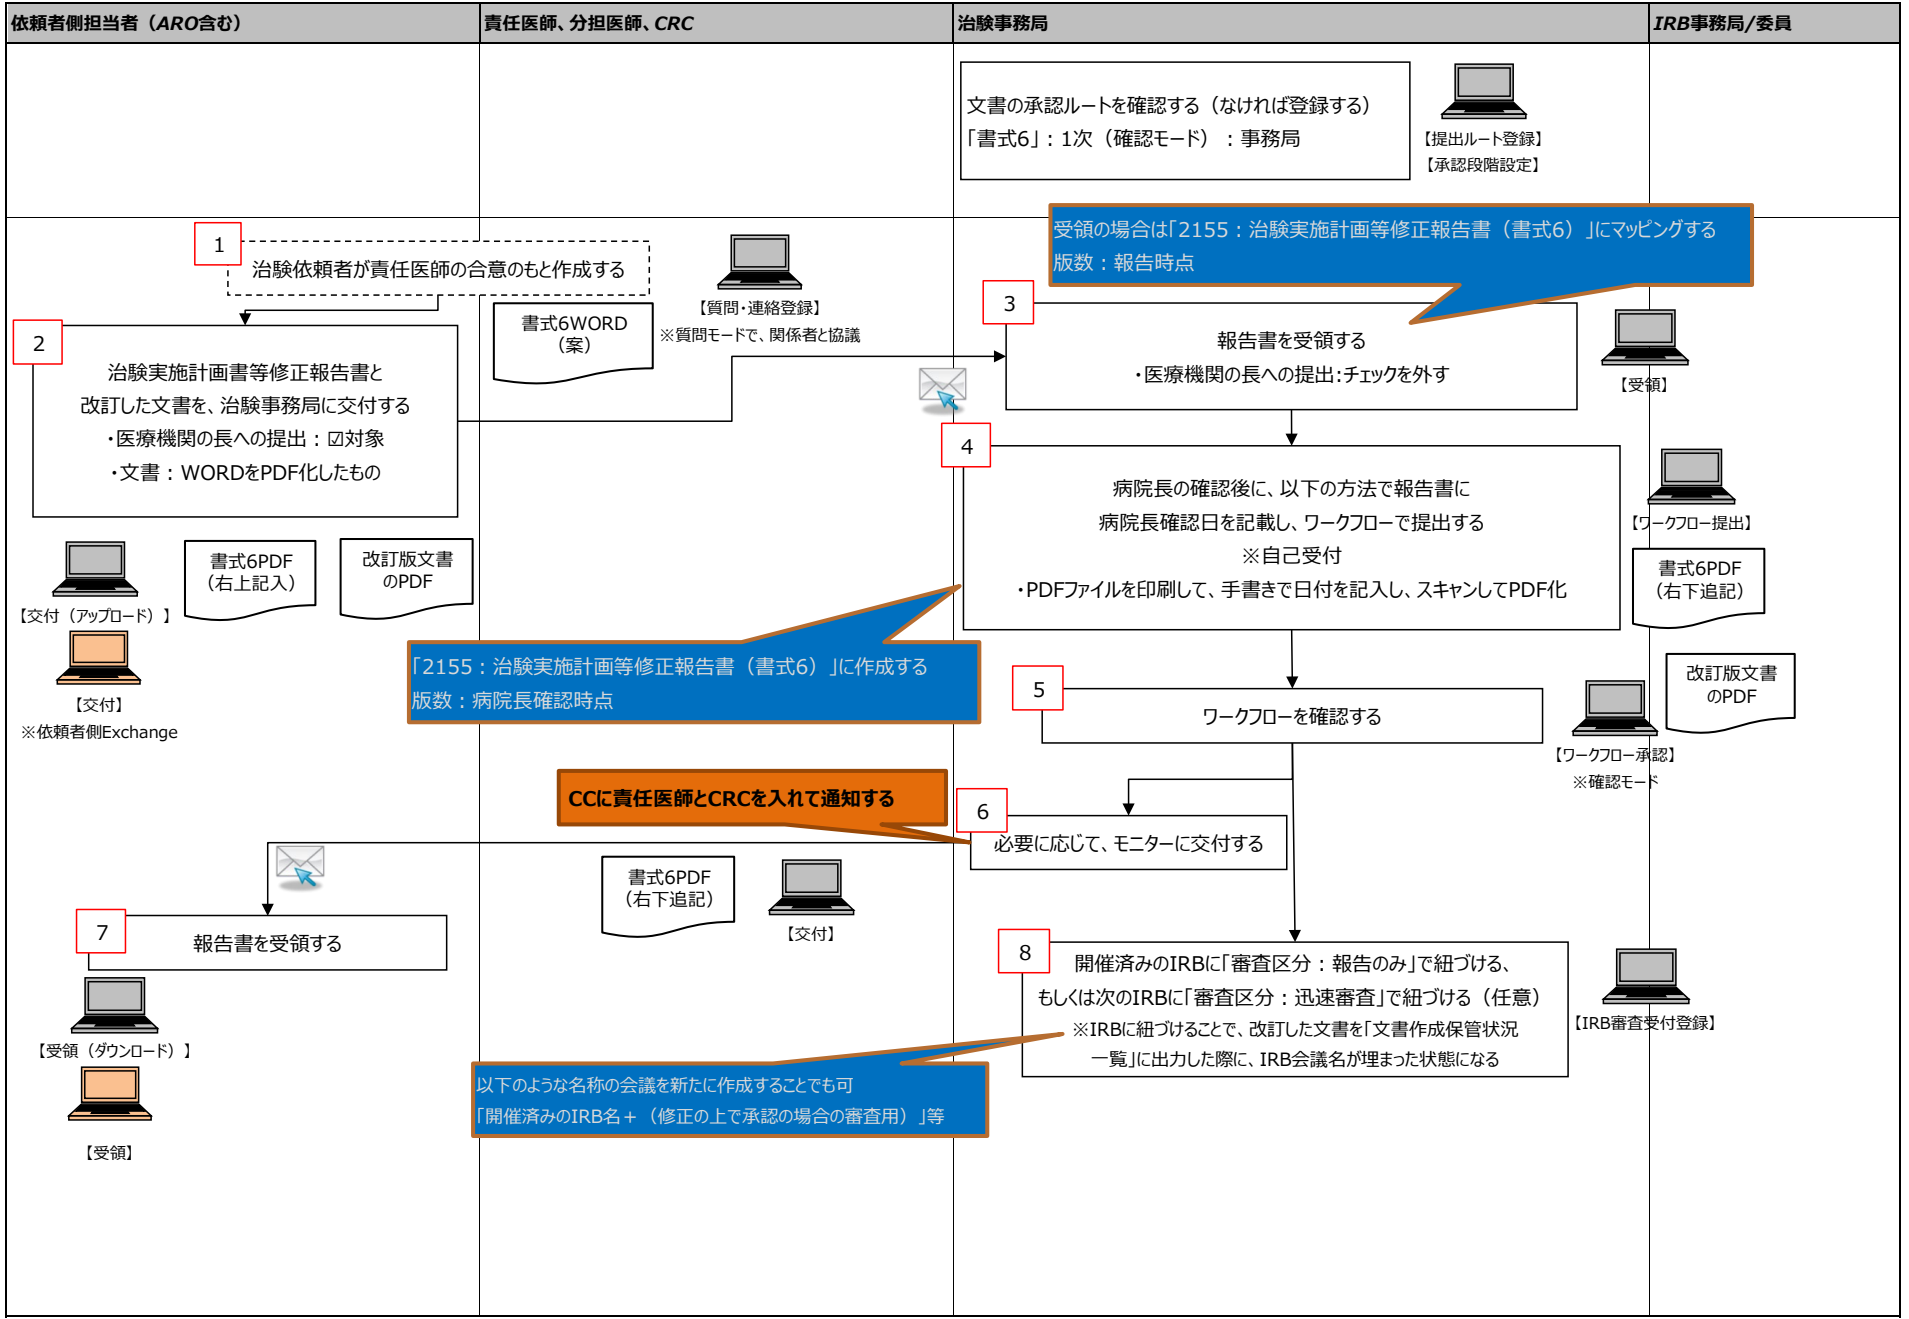 依頼者側担当者（ARO含む）
責任医師、分担医師、CRC
治験事務局
IRB事務局/委員
文書の承認ルートを確認する（なければ登録する）
「書式6」：1次（確認モード）：事務局
【提出ルート登録】
【承認段階設定】
受領の場合は「2155：治験実施計画等修正報告書（書式6）」にマッピングする
版数：報告時点
1
治験依頼者が責任医師の合意のもと作成する
【質問・連絡登録】
※質問モードで、関係者と協議
書式6WORD
（案）
2
治験実施計画書等修正報告書と
改訂した文書を、治験事務局に交付する
・医療機関の長への提出：☑対象
・文書：WORDをPDF化したもの
3
報告書を受領する
・医療機関の長への提出:チェックを外す
【受領】
4
病院長の確認後に、以下の方法で報告書に
病院長確認日を記載し、ワークフローで提出する
※自己受付
・PDFファイルを印刷して、手書きで日付を記入し、スキャンしてPDF化
【ワークフロー提出】
書式6PDF
（右下追記）
書式6PDF
（右上記入）
改訂版文書
のPDF
【交付（アップロード）】
【交付】
※依頼者側Exchange
「2155：治験実施計画等修正報告書（書式6）」に作成する
版数：病院長確認時点
5
ワークフローを確認する
改訂版文書
のPDF
【ワークフロー承認】
※確認モード
CCに責任医師とCRCを入れて通知する
6
必要に応じて、モニターに交付する
書式6PDF
（右下追記）
【交付】
7
報告書を受領する
【受領（ダウンロード）】
【受領】
8
開催済みのIRBに「審査区分：報告のみ」で紐づける、
もしくは次のIRBに「審査区分：迅速審査」で紐づける（任意）
※IRBに紐づけることで、改訂した文書を「文書作成保管状況
一覧」に出力した際に、IRB会議名が埋まった状態になる
【IRB審査受付登録】
以下のような名称の会議を新たに作成することでも可
「開催済みのIRB名＋（修正の上で承認の場合の審査用）」等